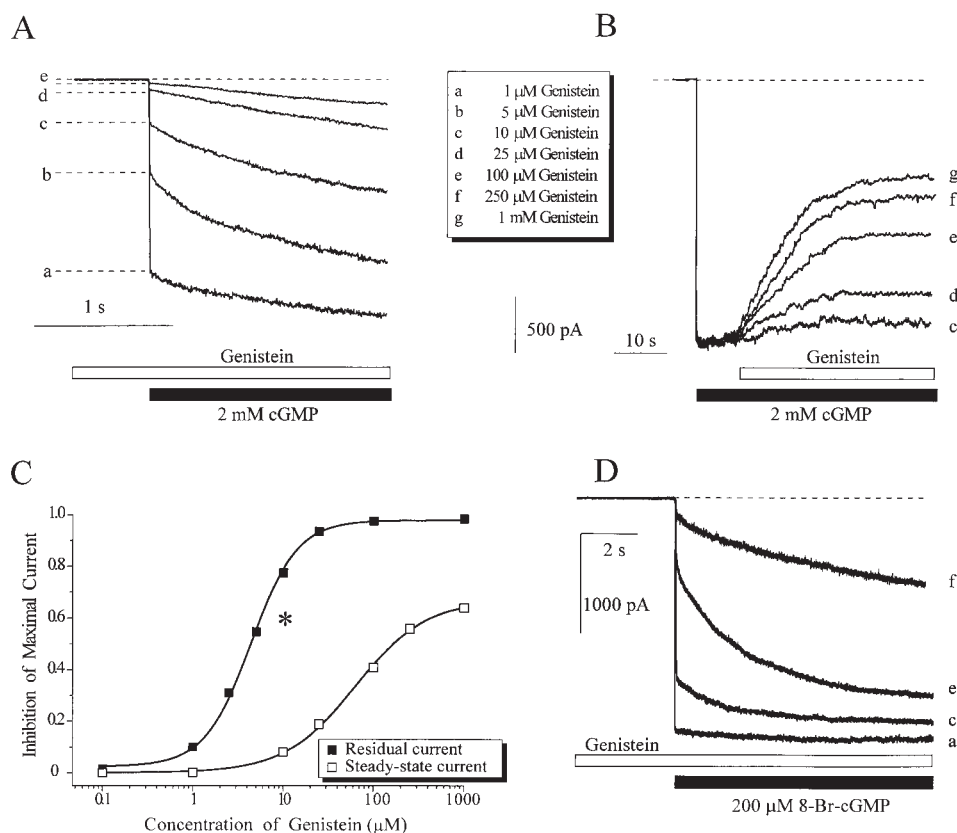 A
e
d
c
b
a
1 s
Genistein
2 mM cGMP
a 1 µM Genistein
b 5 µM Genistein
c 10 µM Genistein
d 25 µM Genistein
e 100 µM Genistein
f 250 µM Genistein
g 1 mM Genistein
500 pA
B
g
f
e
d
c
10 s
Genistein
2 mM cGMP
C
Inhibition of Maximal Current
1.0
0.8
0.6
0.4
0.2
0
*
Residual current
Steady-state current
0.1 1 10 100 1000
Concentration of Genistein (µM)
D
2 s
1000 pA
f
e
c
a
Genistein
200 µM 8-Br-cGMP